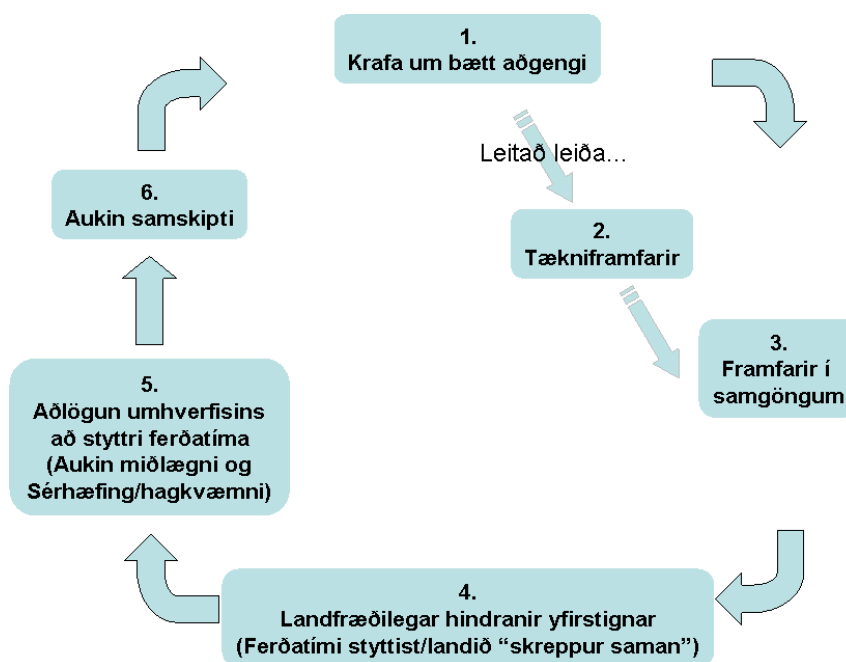 1.
Krafa um bætt aðgengi
Leitað leiða...
2.
Tækniframfarir
3.
Framfarir í
samgöngum
4.
Landfræðilegar hindranir yfirstignar
(Ferðatími styttist/landið “skreppur saman”)
5.
Aðlögun umhverfisins
að styttri ferðatíma
(Aukin miðlægni og
Sérhæfing/hagkvæmni)
6.
Aukin samskipti